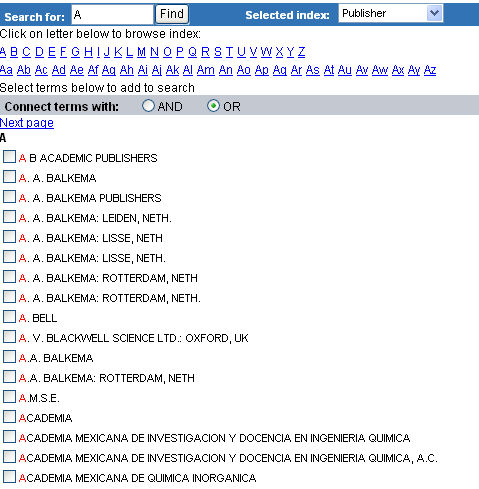 Search for: A Find Selected index: Publisher
Click on letter below to browse index:
A B C D E F G H I J K L M N O P Q R S T U V W X Y Z
Aa Ab Ac Ad Ae Af Ag Ah Ai Aj Ak Al Am An Ao Ap Aq Ar As At Au Av Aw Ax Ay Az
Select terms below to add to search
Connect terms with: AND OR
Next page
A
A B ACADEMIC PUBLISHERS
A. A. BALKEMA
A. A. BALKEMA PUBLISHERS
A. A. BALKEMA: LEIDEN, NETH.
A. A. BALKEMA: LISSE, NETH
A. A. BALKEMA: LISSE, NETH.
A. A. BALKEMA: ROTTERDAM, NETH
A. A. BALKEMA: ROTTERDAM, NETH.
A. BELL
A. V. BLACKWELL SCIENCE LTD.: OXFORD, UK
A.A. BALKEMA
A.A. BALKEMA: ROTTERDAM, NETH
A.M.S.E.
ACADEMIA
ACADEMIA MEXICANA DE INVESTIGACION Y DOCENCIA EN INGENIERIA QUIMICA
ACADEMIA MEXICANA DE INVESTIGACION Y DOCENCIA EN INGENIERIA QUIMICA, A.C.
ACADEMIA MEXICANA DE QUIMICA INORGANICA